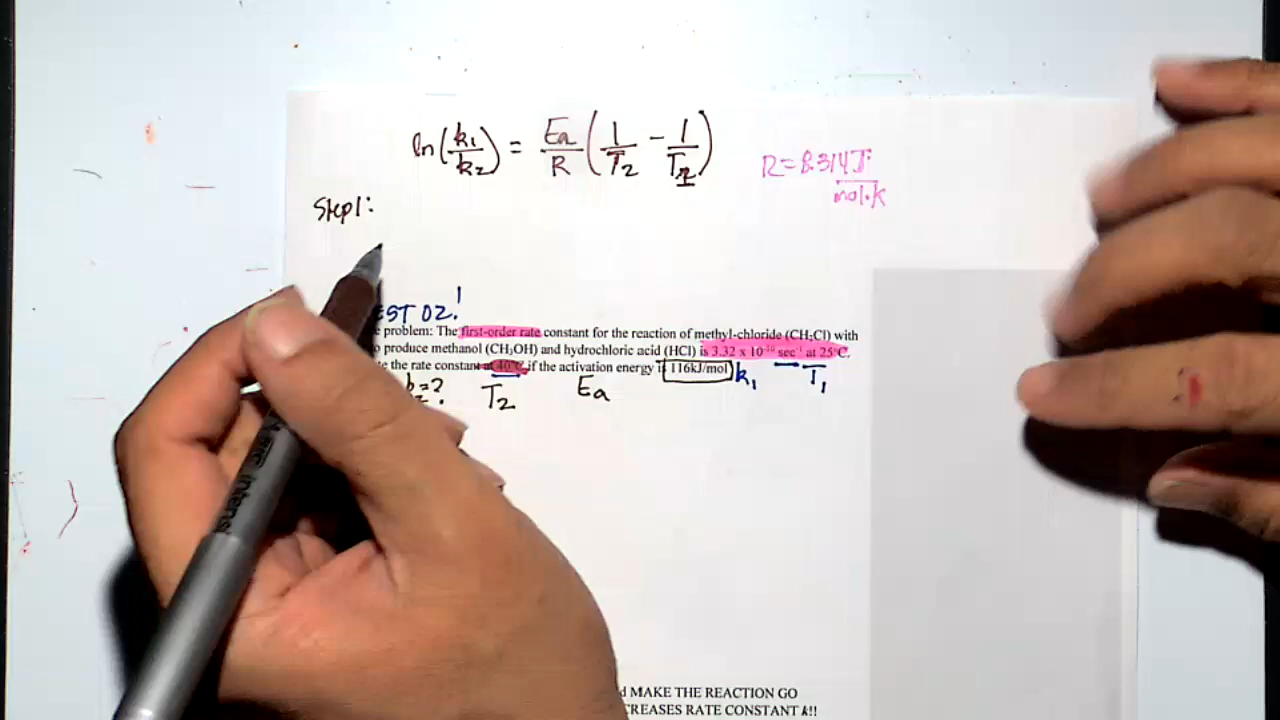 ln(k₁/k₂) = Ea/R (1/T₂ − 1/T₁)
R = 8.314 J/mol·K
Step 1:
EST 02!
problem: The first-order rate constant for the reaction of methyl-chloride (CH₃Cl) with
produce methanol (CH₃OH) and hydrochloric acid (HCl) is 3.32 x 10⁻¹⁰ sec⁻¹ at 25°C.
the rate constant at 40°C if the activation energy is 116kJ/mol k₁ T₁
=? T₂ Ea
MAKE THE REACTION GO
CREASES RATE CONSTANT k!!